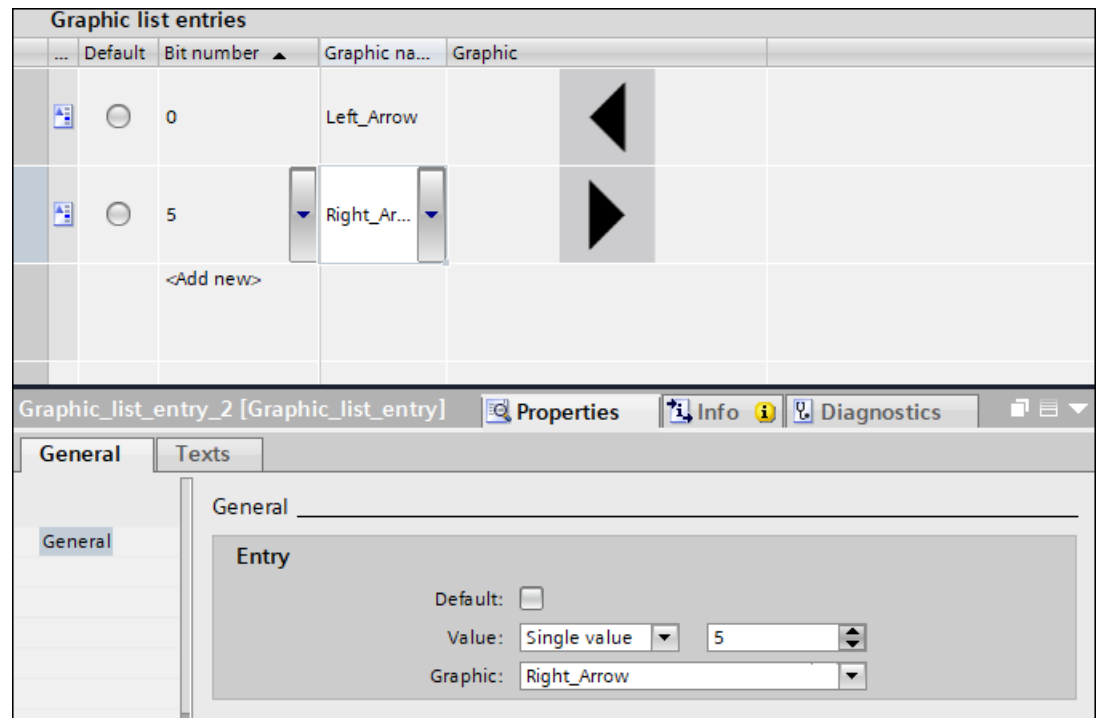 Graphic list entries
... Default Bit number Graphic na... Graphic
0 Left_Arrow
5 Right_Ar...
<Add new>
Graphic_list_entry_2 [Graphic_list_entry] Properties Info Diagnostics
General Texts
General
General
Entry
Default:
Value: Single value 5
Graphic: Right_Arrow